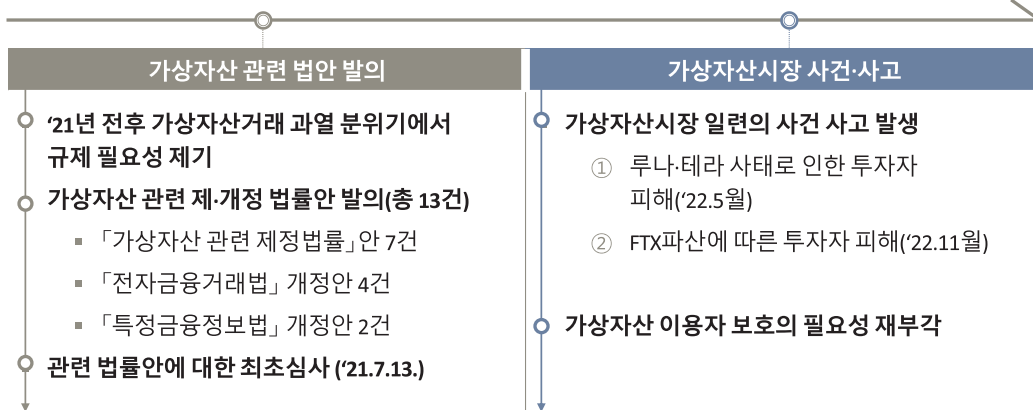 가상자산 관련 법안 발의
‘21년 전후 가상자산거래 과열 분위기에서
규제 필요성 제기
가상자산 관련 제·개정 법률안 발의(총 13건)
▪ 「가상자산 관련 제정법률」안 7건
▪ 「전자금융거래법」 개정안 4건
▪ 「특정금융정보법」 개정안 2건
관련 법률안에 대한 최초심사 (‘21.7.13.)
가상자산시장 사건·사고
가상자산시장 일련의 사건 사고 발생
① 루나·테라 사태로 인한 투자자
피해(‘22.5월)
② FTX파산에 따른 투자자 피해(‘22.11월)
가상자산 이용자 보호의 필요성 재부각